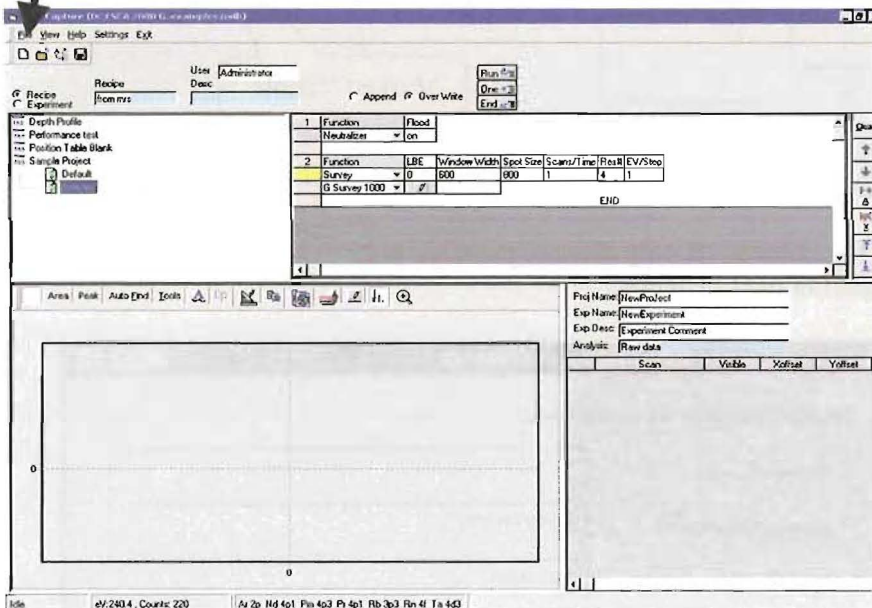 View Help Settings Exit
User Administrator
Recipe
Desc
Recipe
Experiment
from mrs
Append
Over Write
Run
One
End
Depth Profile
Performance test
Position Table Blank
Sample Project
Default
1 Function Flood
Neutralizer on
2 Function LBE Window Width Spot Size Scans/Time Res# EV/Step
Survey 0 600 800 1 4 1
G Survey 1000
END
Area Peak Auto Find Tools
Proj Name: NewProject
Exp Name: NewExperiment
Exp Desc: Experiment Comment
Analysis: Raw data
Scan Visible Xoffset Yoffset
0
0
Idle eV:240.4 , Counts: 220 Ar 2p Nd 4p1 Pm 4p3 Pr 4p1 Rb 3p3 Rn 4f Ta 4d3